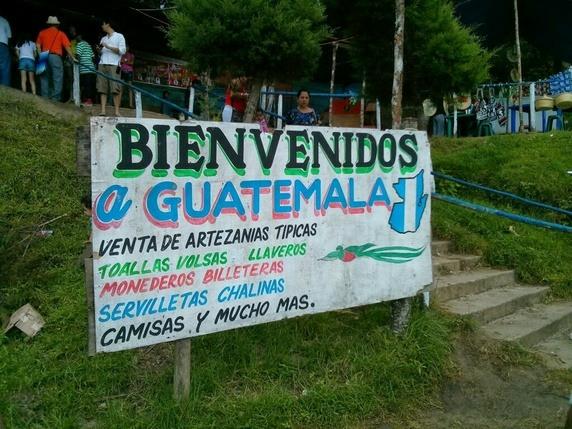 BIENVENIDOS
a GUATEMALA
VENTA DE ARTEZANIAS TIPICAS
TOALLAS VOLSAS LLAVEROS
MONEDEROS BILLETERAS
SERVILLETAS CHALINAS
CAMISAS Y MUCHO MAS.